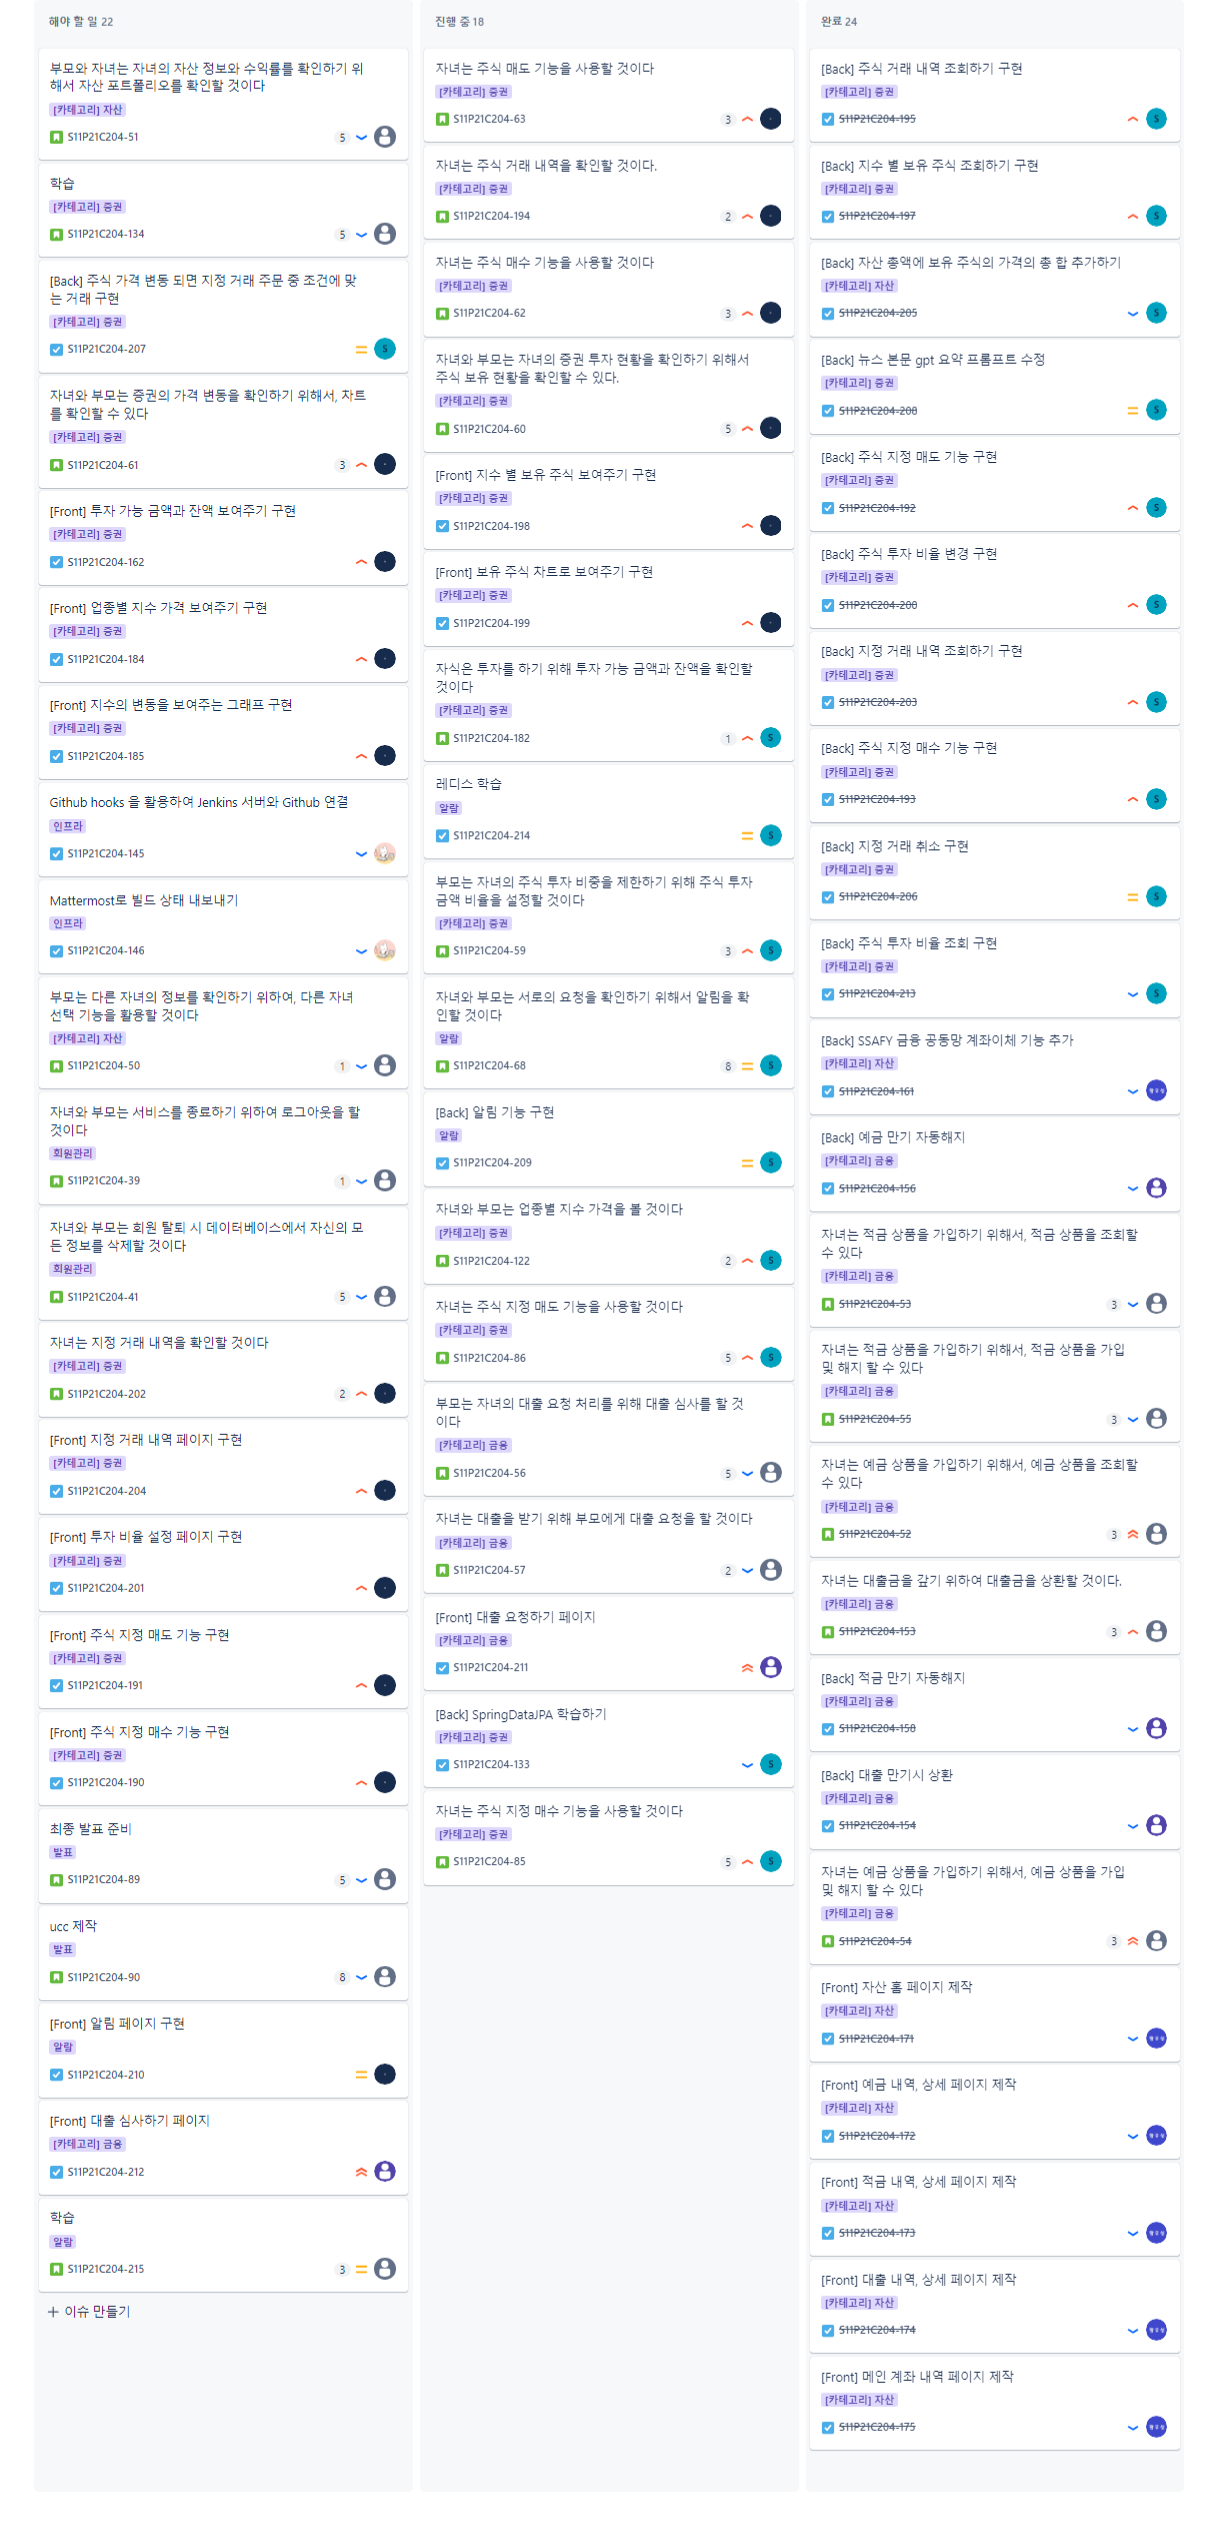 해야 할 일 22
부모와 자녀는 자녀의 자산 정보와 수익률를 확인하기 위
해서 자산 포트폴리오를 확인할 것이다
[카테고리] 자산
S11P21C204-51
5
학습
[카테고리] 증권
S11P21C204-134
5
[Back] 주식 가격 변동 되면 지정 거래 주문 중 조건에 맞
는 거래 구현
[카테고리] 증권
S11P21C204-207
S
자녀와 부모는 증권의 가격 변동을 확인하기 위해서, 차트
를 확인할 수 있다
[카테고리] 증권
S11P21C204-61
3
[Front] 투자 가능 금액과 잔액 보여주기 구현
[카테고리] 증권
S11P21C204-162
[Front] 업종별 지수 가격 보여주기 구현
[카테고리] 증권
S11P21C204-184
[Front] 지수의 변동을 보여주는 그래프 구현
[카테고리] 증권
S11P21C204-185
Github hooks 을 활용하여 Jenkins 서버와 Github 연결
인프라
S11P21C204-145
Mattermost로 빌드 상태 내보내기
인프라
S11P21C204-146
부모는 다른 자녀의 정보를 확인하기 위하여, 다른 자녀
선택 기능을 활용할 것이다
[카테고리] 자산
S11P21C204-50
1
자녀와 부모는 서비스를 종료하기 위하여 로그아웃을 할
것이다
회원관리
S11P21C204-39
1
자녀와 부모는 회원 탈퇴 시 데이터베이스에서 자신의 모
든 정보를 삭제할 것이다
회원관리
S11P21C204-41
5
자녀는 지정 거래 내역을 확인할 것이다
[카테고리] 증권
S11P21C204-202
2
[Front] 지정 거래 내역 페이지 구현
[카테고리] 증권
S11P21C204-204
[Front] 투자 비율 설정 페이지 구현
[카테고리] 증권
S11P21C204-201
[Front] 주식 지정 매도 기능 구현
[카테고리] 증권
S11P21C204-191
[Front] 주식 지정 매수 기능 구현
[카테고리] 증권
S11P21C204-190
최종 발표 준비
발표
S11P21C204-89
5
ucc 제작
발표
S11P21C204-90
8
[Front] 알림 페이지 구현
알람
S11P21C204-210
[Front] 대출 심사하기 페이지
[카테고리] 금융
S11P21C204-212
학습
알람
S11P21C204-215
3
+ 이슈 만들기
진행 중 18
자녀는 주식 매도 기능을 사용할 것이다
[카테고리] 증권
S11P21C204-63
3
자녀는 주식 거래 내역을 확인할 것이다.
[카테고리] 증권
S11P21C204-194
2
자녀는 주식 매수 기능을 사용할 것이다
[카테고리] 증권
S11P21C204-62
3
자녀와 부모는 자녀의 증권 투자 현황을 확인하기 위해서
주식 보유 현황을 확인할 수 있다.
[카테고리] 증권
S11P21C204-60
5
[Front] 지수 별 보유 주식 보여주기 구현
[카테고리] 증권
S11P21C204-198
[Front] 보유 주식 차트로 보여주기 구현
[카테고리] 증권
S11P21C204-199
자식은 투자를 하기 위해 투자 가능 금액과 잔액을 확인할
것이다
[카테고리] 증권
S11P21C204-182
1
S
레디스 학습
알람
S11P21C204-214
S
부모는 자녀의 주식 투자 비중을 제한하기 위해 주식 투자
금액 비율을 설정할 것이다
[카테고리] 증권
S11P21C204-59
3
S
자녀와 부모는 서로의 요청을 확인하기 위해서 알림을 확
인할 것이다
알람
S11P21C204-68
8
S
[Back] 알림 기능 구현
알람
S11P21C204-209
S
자녀와 부모는 업종별 지수 가격을 볼 것이다
[카테고리] 증권
S11P21C204-122
2
S
자녀는 주식 지정 매도 기능을 사용할 것이다
[카테고리] 증권
S11P21C204-86
5
S
부모는 자녀의 대출 요청 처리를 위해 대출 심사를 할 것
이다
[카테고리] 금융
S11P21C204-56
5
자녀는 대출을 받기 위해 부모에게 대출 요청을 할 것이다
[카테고리] 금융
S11P21C204-57
2
[Front] 대출 요청하기 페이지
[카테고리] 금융
S11P21C204-211
[Back] SpringDataJPA 학습하기
[카테고리] 증권
S11P21C204-133
S
자녀는 주식 지정 매수 기능을 사용할 것이다
[카테고리] 증권
S11P21C204-85
5
S
완료 24
[Back] 주식 거래 내역 조회하기 구현
[카테고리] 증권
S11P21C204-195
S
[Back] 지수 별 보유 주식 조회하기 구현
[카테고리] 증권
S11P21C204-197
S
[Back] 자산 총액에 보유 주식의 가격의 총 합 추가하기
[카테고리] 자산
S11P21C204-205
S
[Back] 뉴스 본문 gpt 요약 프롬프트 수정
[카테고리] 증권
S11P21C204-208
S
[Back] 주식 지정 매도 기능 구현
[카테고리] 증권
S11P21C204-192
S
[Back] 주식 투자 비율 변경 구현
[카테고리] 증권
S11P21C204-200
S
[Back] 지정 거래 내역 조회하기 구현
[카테고리] 증권
S11P21C204-203
S
[Back] 주식 지정 매수 기능 구현
[카테고리] 증권
S11P21C204-193
S
[Back] 지정 거래 취소 구현
[카테고리] 증권
S11P21C204-206
S
[Back] 주식 투자 비율 조회 구현
[카테고리] 증권
S11P21C204-213
S
[Back] SSAFY 금융 공동망 계좌이체 기능 추가
[카테고리] 자산
S11P21C204-161
[Back] 예금 만기 자동해지
[카테고리] 금융
S11P21C204-156
자녀는 적금 상품을 가입하기 위해서, 적금 상품을 조회할
수 있다
[카테고리] 금융
S11P21C204-53
3
자녀는 적금 상품을 가입하기 위해서, 적금 상품을 가입
및 해지 할 수 있다
[카테고리] 금융
S11P21C204-55
3
자녀는 예금 상품을 가입하기 위해서, 예금 상품을 조회할
수 있다
[카테고리] 금융
S11P21C204-52
3
자녀는 대출금을 갚기 위하여 대출금을 상환할 것이다.
[카테고리] 금융
S11P21C204-153
3
[Back] 적금 만기 자동해지
[카테고리] 금융
S11P21C204-158
[Back] 대출 만기시 상환
[카테고리] 금융
S11P21C204-154
자녀는 예금 상품을 가입하기 위해서, 예금 상품을 가입
및 해지 할 수 있다
[카테고리] 금융
S11P21C204-54
3
[Front] 자산 홈 페이지 제작
[카테고리] 자산
S11P21C204-171
[Front] 예금 내역, 상세 페이지 제작
[카테고리] 자산
S11P21C204-172
[Front] 적금 내역, 상세 페이지 제작
[카테고리] 자산
S11P21C204-173
[Front] 대출 내역, 상세 페이지 제작
[카테고리] 자산
S11P21C204-174
[Front] 메인 계좌 내역 페이지 제작
[카테고리] 자산
S11P21C204-175